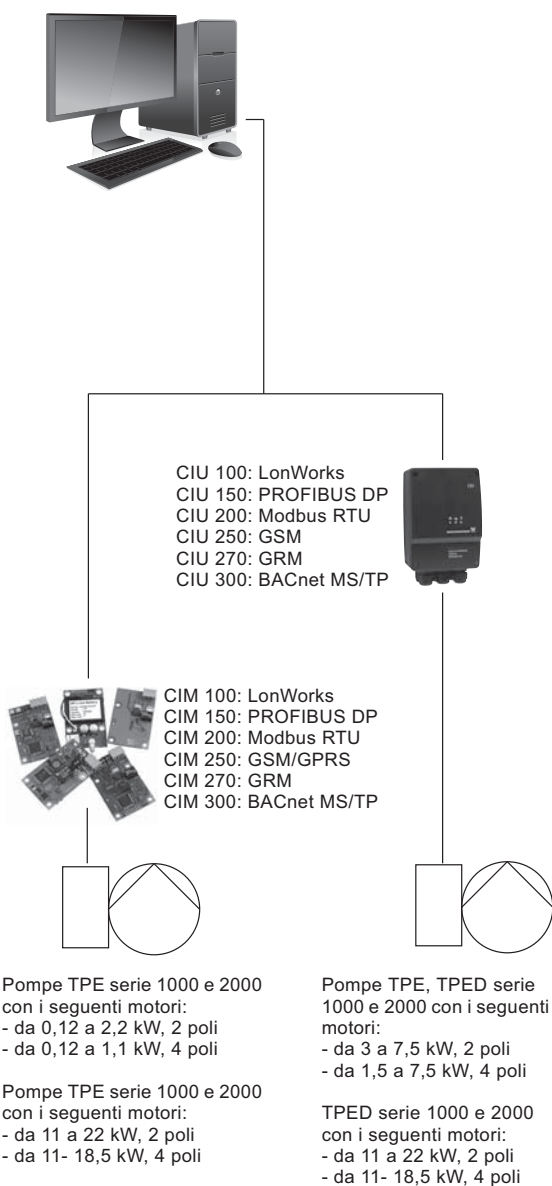 CIU 100: LonWorks
CIU 150: PROFIBUS DP
CIU 200: Modbus RTU
CIU 250: GSM
CIU 270: GRM
CIU 300: BACnet MS/TP
CIM 100: LonWorks
CIM 150: PROFIBUS DP
CIM 200: Modbus RTU
CIM 250: GSM/GPRS
CIM 270: GRM
CIM 300: BACnet MS/TP
Pompe TPE serie 1000 e 2000
con i seguenti motori:
- da 0,12 a 2,2 kW, 2 poli
- da 0,12 a 1,1 kW, 4 poli
Pompe TPE serie 1000 e 2000
con i seguenti motori:
- da 11 a 22 kW, 2 poli
- da 11- 18,5 kW, 4 poli
Pompe TPE, TPED serie
1000 e 2000 con i seguenti
motori:
- da 3 a 7,5 kW, 2 poli
- da 1,5 a 7,5 kW, 4 poli
TPED serie 1000 e 2000
con i seguenti motori:
- da 11 a 22 kW, 2 poli
- da 11- 18,5 kW, 4 poli